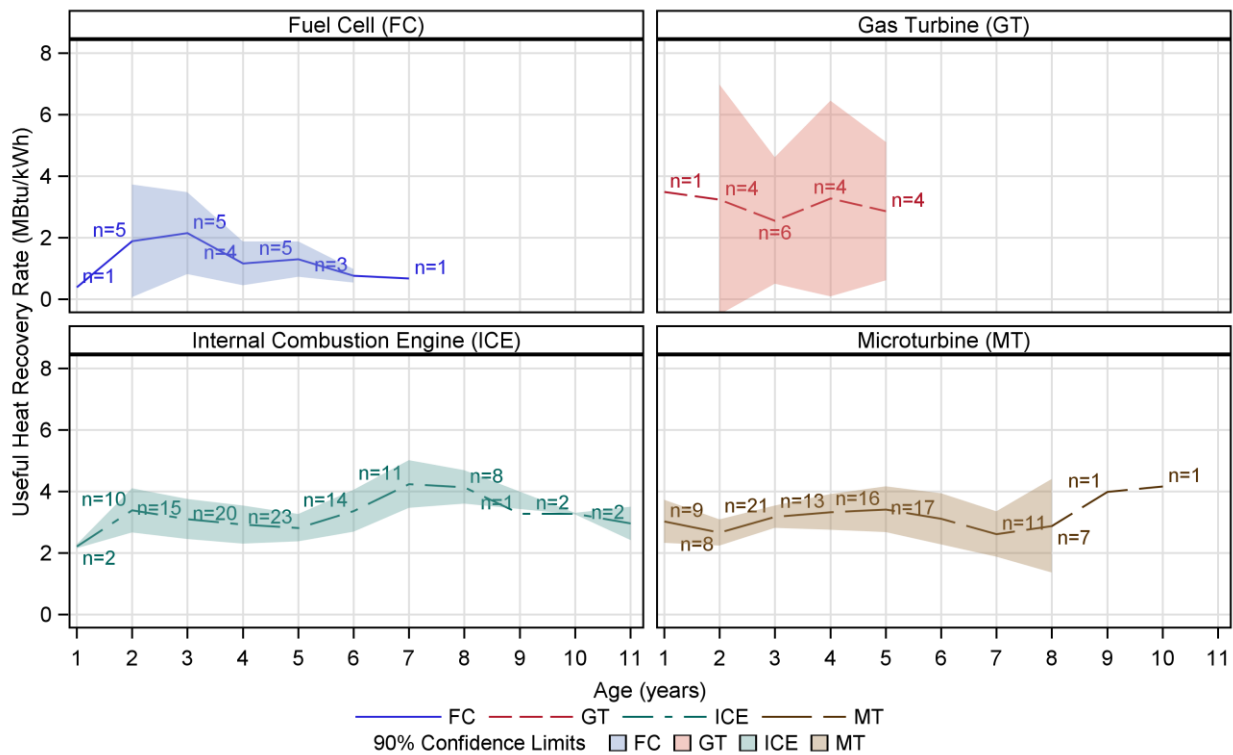 Fuel Cell (FC)
Gas Turbine (GT)
Useful Heat Recovery Rate (MBtu/kWh)
8
6
4
2
0
n=1
n=5
n=5
n=4
n=5
n=3
n=1
n=1
n=4
n=6
n=4
n=4
Internal Combustion Engine (ICE)
Microturbine (MT)
8
6
4
2
0
n=2
n=10
n=15
n=20
n=23
n=14
n=11
n=8
n=1
n=2
n=2
n=9
n=8
n=21
n=13
n=16
n=17
n=11
n=7
n=1
n=1
1 2 3 4 5 6 7 8 9 10 11
1 2 3 4 5 6 7 8 9 10 11
Age (years)
FC GT ICE MT
90% Confidence Limits FC GT ICE MT